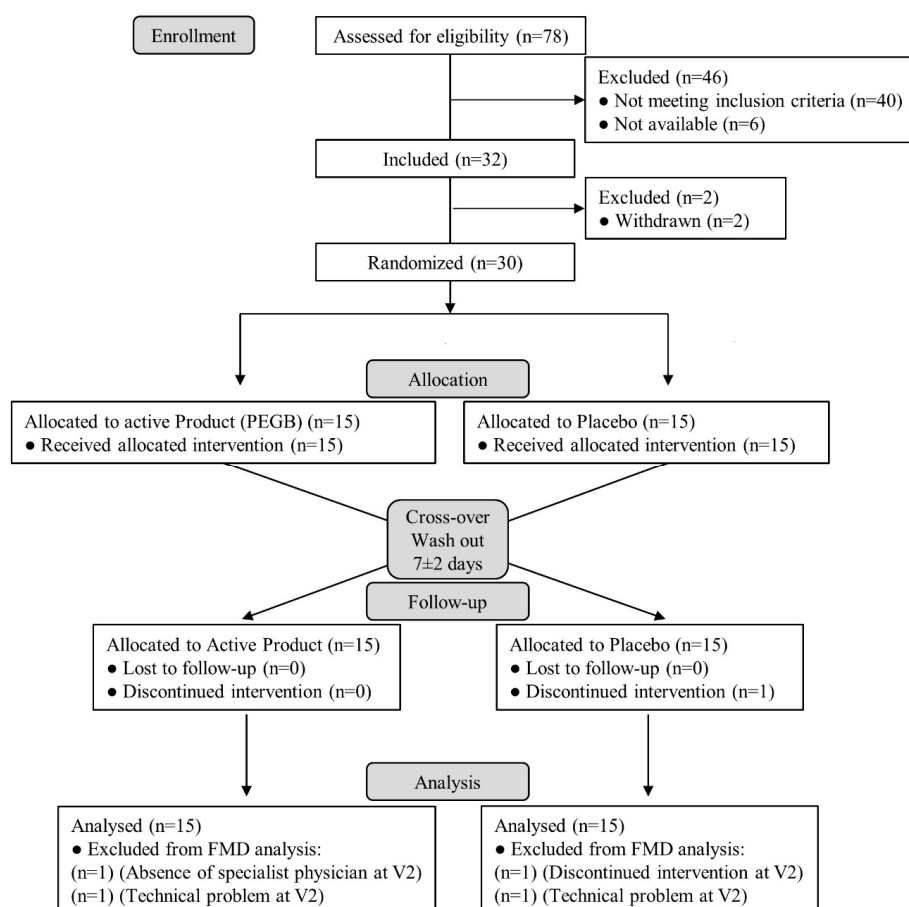 Enrollment
Assessed for eligibility (n=78)
Excluded (n=46)
● Not meeting inclusion criteria (n=40)
● Not available (n=6)
Included (n=32)
Excluded (n=2)
● Withdrawn (n=2)
Randomized (n=30)
Allocation
Allocated to active Product (PEGB) (n=15)
● Received allocated intervention (n=15)
Allocated to Placebo (n=15)
● Received allocated intervention (n=15)
Cross-over
Wash out
7±2 days
Follow-up
Allocated to Active Product (n=15)
● Lost to follow-up (n=0)
● Discontinued intervention (n=0)
Allocated to Placebo (n=15)
● Lost to follow-up (n=0)
● Discontinued intervention (n=1)
Analysis
Analysed (n=15)
● Excluded from FMD analysis:
(n=1) (Absence of specialist physician at V2)
(n=1) (Technical problem at V2)
Analysed (n=15)
● Excluded from FMD analysis:
(n=1) (Discontinued intervention at V2)
(n=1) (Technical problem at V2)